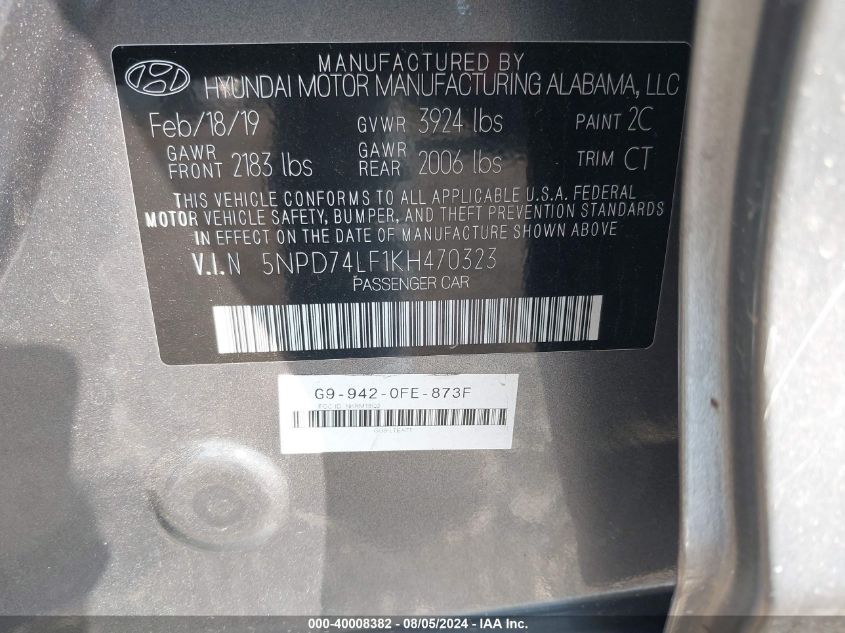 MANUFACTURED BY
HYUNDAI MOTOR MANUFACTURING ALABAMA, LLC
Feb/18/19 GVWR 3924 lbs PAINT 2C
GAWR FRONT 2183 lbs GAWR REAR 2006 lbs TRIM CT
THIS VEHICLE CONFORMS TO ALL APPLICABLE U.S.A. FEDERAL
MOTOR VEHICLE SAFETY, BUMPER, AND THEFT PREVENTION STANDARDS
IN EFFECT ON THE DATE OF MANUFACTURE SHOWN ABOVE.
V.I.N 5NPD74LF1KH470323
PASSENGER CAR
G9-942-0FE-873F
FCC ID:
000-40008382 - 08/05/2024 - IAA Inc.